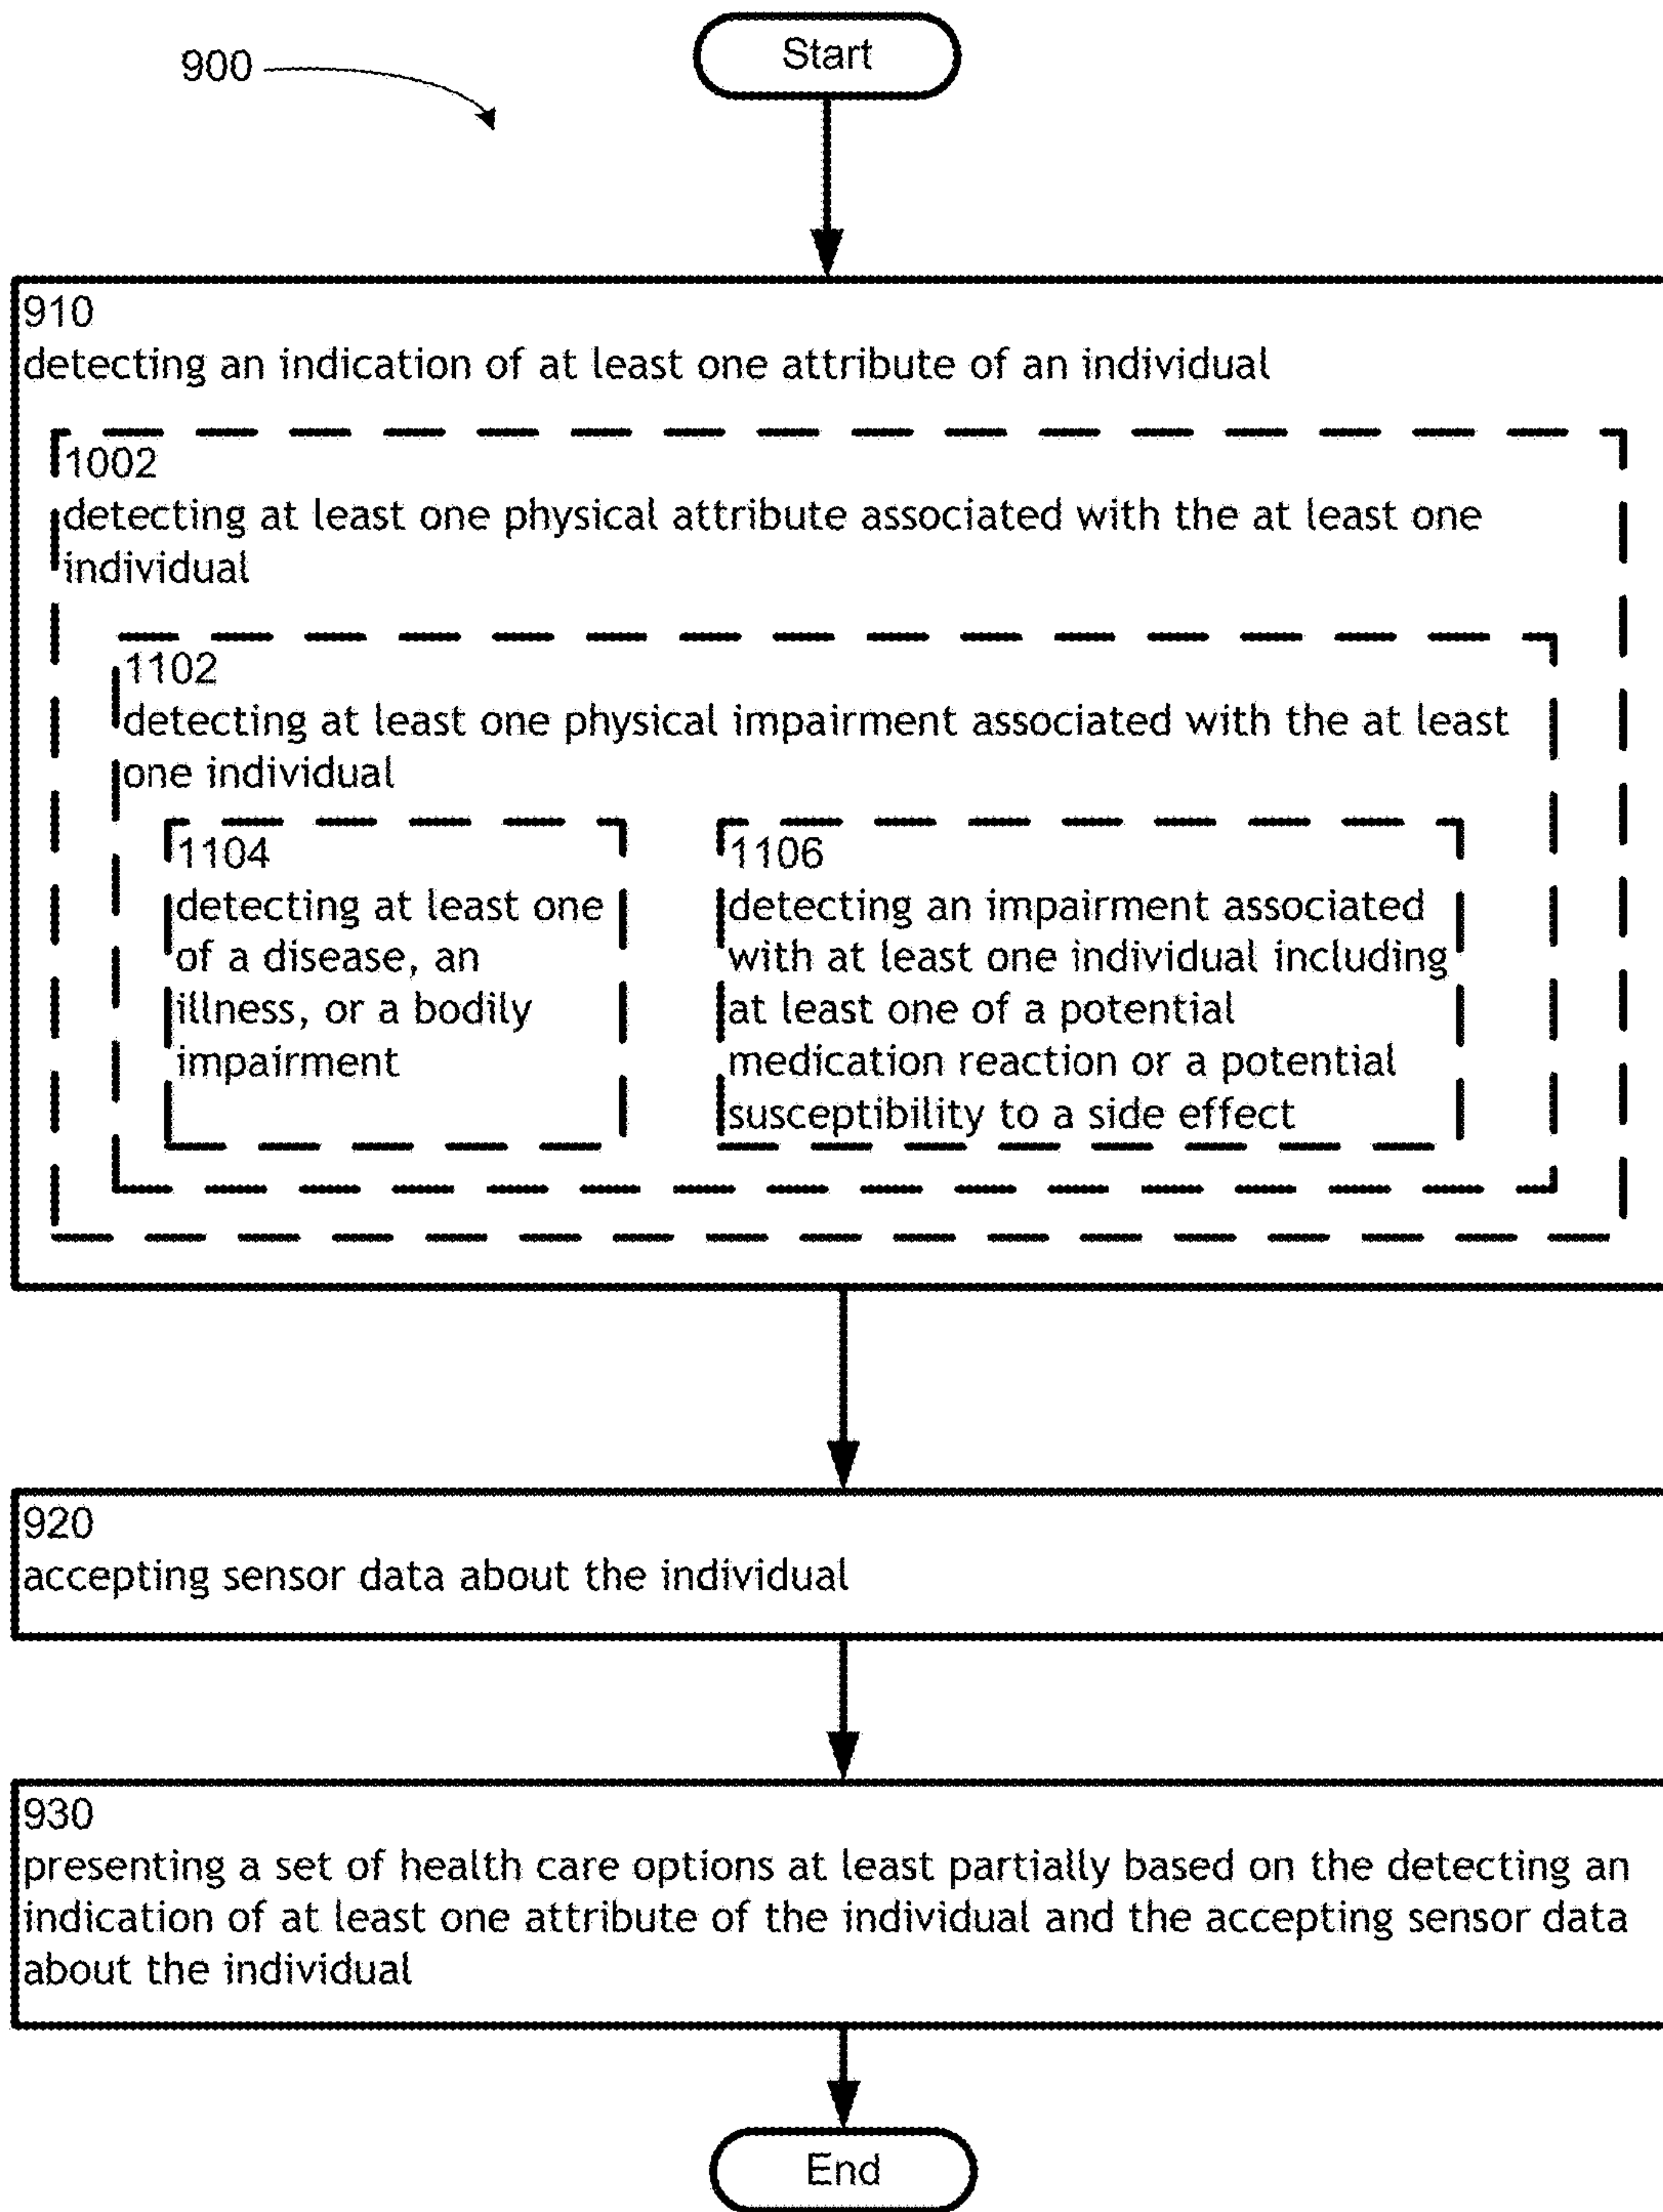 Start
900
910
detecting an indication of at least one attribute of an individual
1002
detecting at least one physical attribute associated with the at least one
individual
1102
detecting at least one physical impairment associated with the at least
one individual
1104
detecting at least one
of a disease, an
illness, or a bodily
impairment
1106
detecting an impairment associated
with at least one individual including
at least one of a potential
medication reaction or a potential
susceptibility to a side effect
920
accepting sensor data about the individual
930
presenting a set of health care options at least partially based on the detecting an
indication of at least one attribute of the individual and the accepting sensor data
about the individual
End